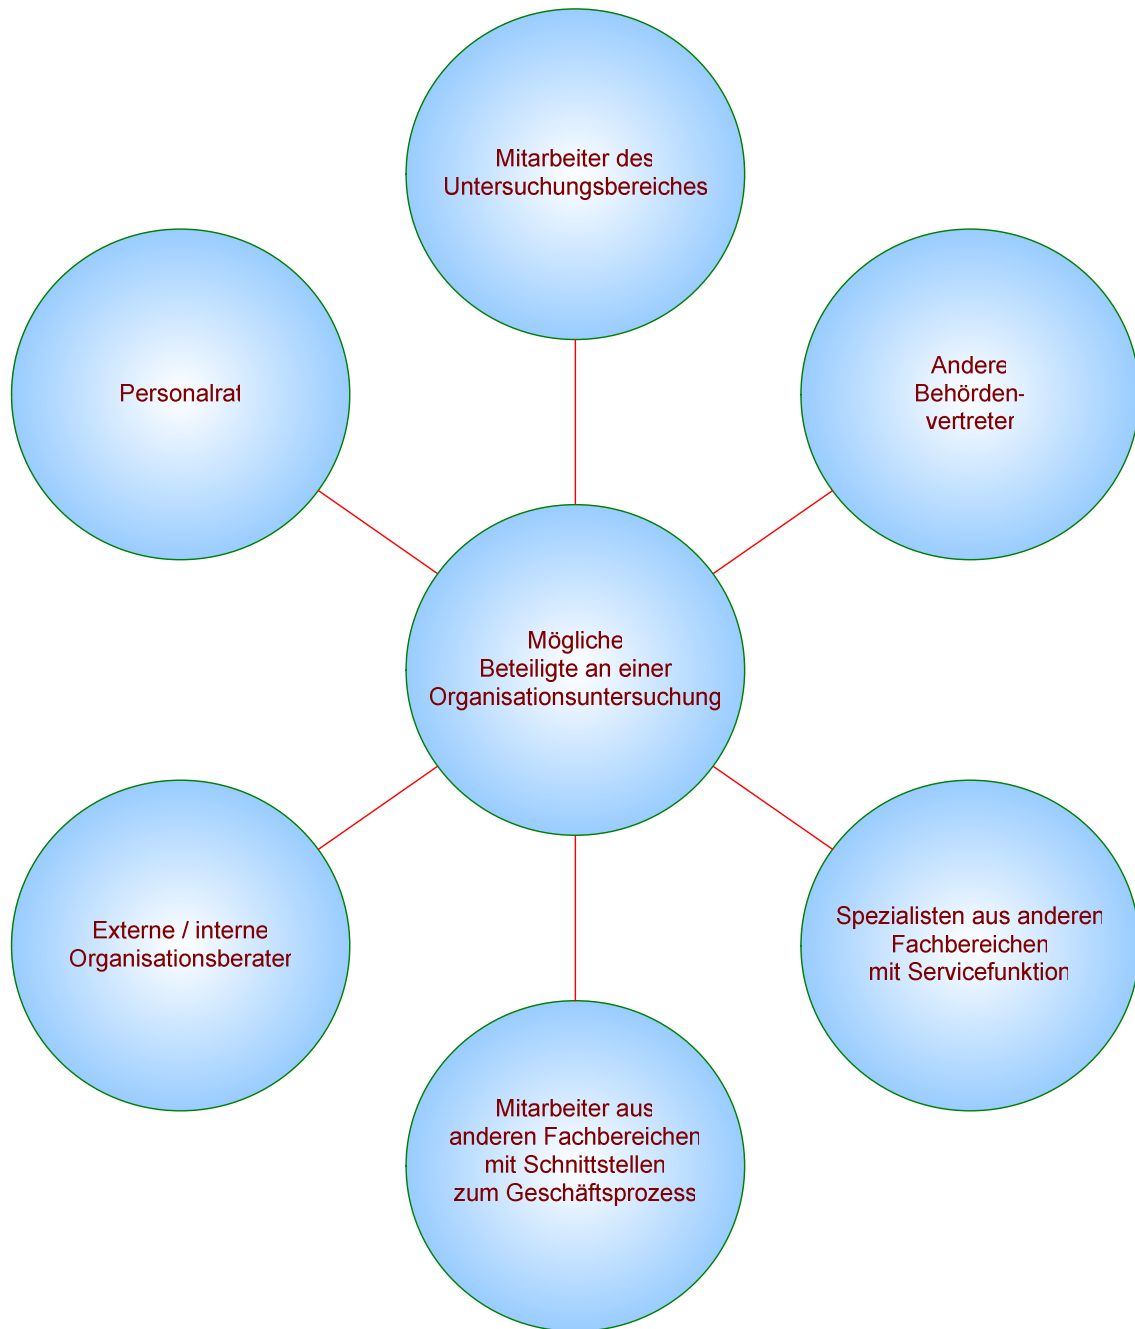 Mitarbeiter des
Untersuchungsbereiches
Personalrat
Andere
Behörden-
vertreter
Mögliche
Beteiligte an einer
Organisationsuntersuchung
Externe / interne
Organisationsberater
Spezialisten aus anderen
Fachbereichen
mit Servicefunktion
Mitarbeiter aus
anderen Fachbereichen
mit Schnittstellen
zum Geschäftsprozess